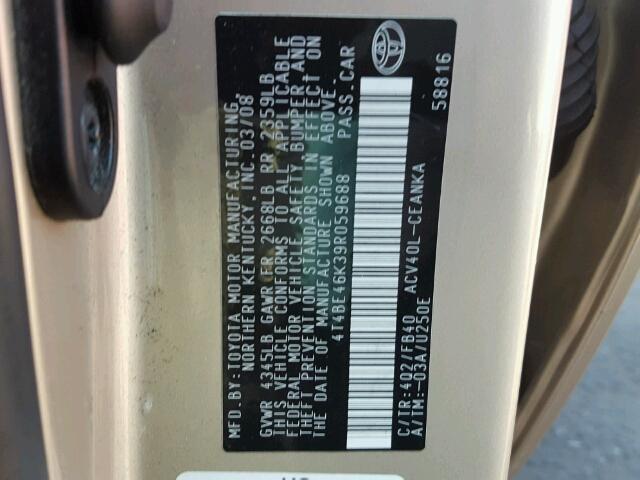 MFD. BY: TOYOTA MOTOR MANUFACTURING,
NORTHERN KENTUCKY, INC. 03/08
GVWR 4345LB GAWR FR 2668LB RR 2359LB
THIS VEHICLE CONFORMS TO ALL APPLICABLE
FEDERAL MOTOR VEHICLE SAFETY, BUMPER, AND
THEFT PREVENTION STANDARDS IN EFFECT ON
THE DATE OF MANUFACTURE SHOWN ABOVE.
4T4BE46K39R059688 PASS. CAR
C/TR: 4Q2/FB40 ACV40L-CEANKA
A/TM: -03A/U250E 58816